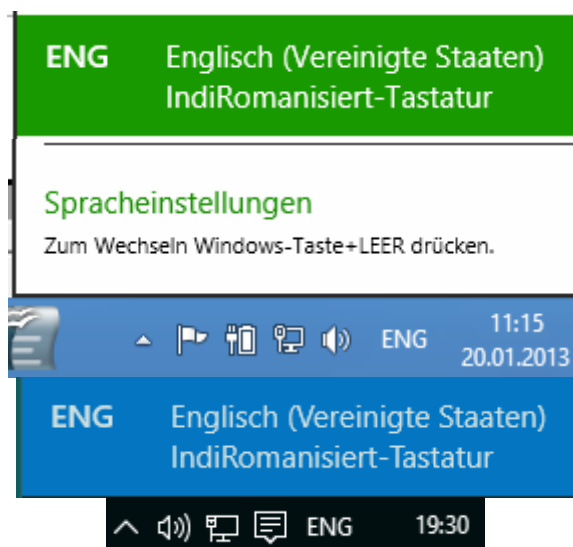 ENG Englisch (Vereinigte Staaten)
IndiRomanisiert-Tastatur
Spracheinstellungen
Zum Wechseln Windows-Taste+LEER drücken.
ENG 11:15
20.01.2013
ENG Englisch (Vereinigte Staaten)
IndiRomanisiert-Tastatur
ENG 19:30